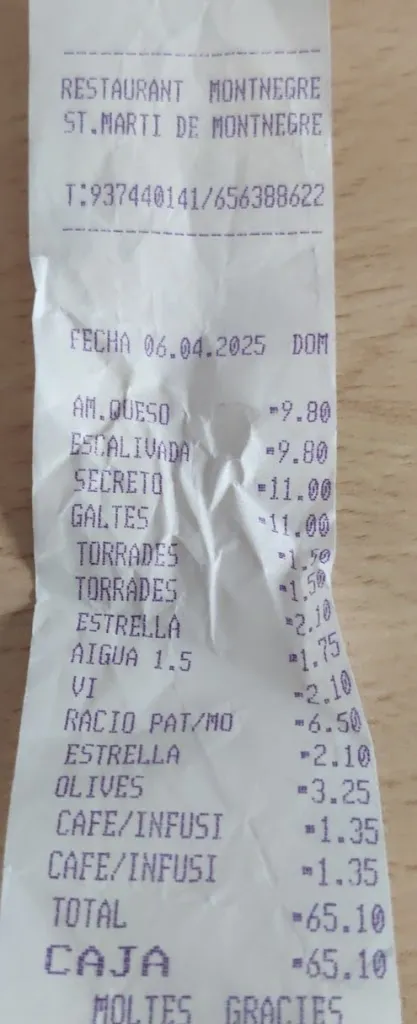 --------------------------
RESTAURANT MONTNEGRE
ST.MARTI DE MONTNEGRE
T:937440141/656388622
--------------------------
FECHA 06.04.2025 DOM
AM.QUESO =9.80
ESCALIVADA =9.80
SECRETO =11.00
GALTES =11.00
TORRADES =1.50
TORRADES =1.50
ESTRELLA =2.10
AIGUA 1.5 =1.75
VI =2.10
RACIO PAT/MO =6.50
ESTRELLA =2.10
OLIVES =3.25
CAFE/INFUSI =1.35
CAFE/INFUSI =1.35
TOTAL =65.10
CAJA =65.10
MOLTES GRACIES